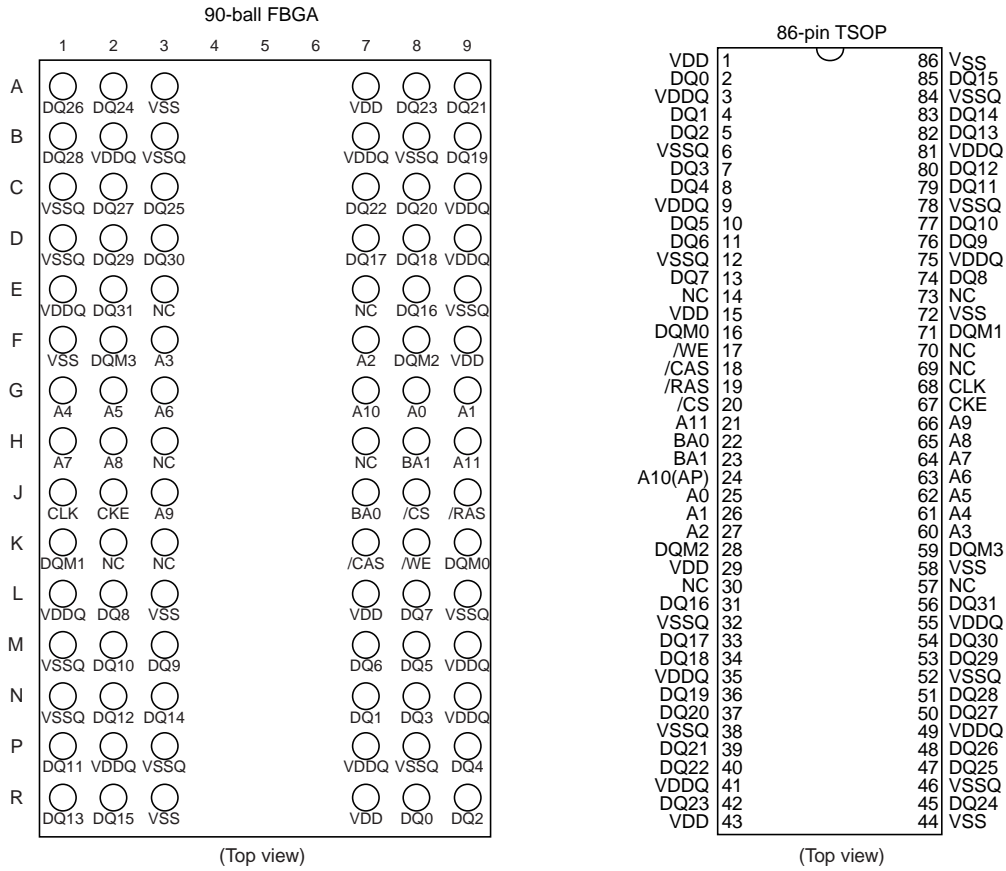 90-ball FBGA
1 2 3 4 5 6 7 8 9
A
DQ26 DQ24 VSS VDD DQ23 DQ21
B
DQ28 VDDQ VSSQ VDDQ VSSQ DQ19
C
VSSQ DQ27 DQ25 DQ22 DQ20 VDDQ
D
VSSQ DQ29 DQ30 DQ17 DQ18 VDDQ
E
VDDQ DQ31 NC NC DQ16 VSSQ
F
VSS DQM3 A3 A2 DQM2 VDD
G
A4 A5 A6 A10 A0 A1
H
A7 A8 NC NC BA1 A11
J
CLK CKE A9 BA0 /CS /RAS
K
DQM1 NC NC /CAS /WE DQM0
L
VDDQ DQ8 VSS VDD DQ7 VSSQ
M
VSSQ DQ10 DQ9 DQ6 DQ5 VDDQ
N
VSSQ DQ12 DQ14 DQ1 DQ3 VDDQ
P
DQ11 VDDQ VSSQ VDDQ VSSQ DQ4
R
DQ13 DQ15 VSS VDD DQ0 DQ2
(Top view)
86-pin TSOP
VDD 1 86 VSS
DQ0 2 85 DQ15
VDDQ 3 84 VSSQ
DQ1 4 83 DQ14
DQ2 5 82 DQ13
VSSQ 6 81 VDDQ
DQ3 7 80 DQ12
DQ4 8 79 DQ11
VDDQ 9 78 VSSQ
DQ5 10 77 DQ10
DQ6 11 76 DQ9
VSSQ 12 75 VDDQ
DQ7 13 74 DQ8
NC 14 73 NC
VDD 15 72 VSS
DQM0 16 71 DQM1
/WE 17 70 NC
/CAS 18 69 NC
/RAS 19 68 CLK
/CS 20 67 CKE
A11 21 66 A9
BA0 22 65 A8
BA1 23 64 A7
A10(AP) 24 63 A6
A0 25 62 A5
A1 26 61 A4
A2 27 60 A3
DQM2 28 59 DQM3
VDD 29 58 VSS
NC 30 57 NC
DQ16 31 56 DQ31
VSSQ 32 55 VDDQ
DQ17 33 54 DQ30
DQ18 34 53 DQ29
VDDQ 35 52 VSSQ
DQ19 36 51 DQ28
DQ20 37 50 DQ27
VSSQ 38 49 VDDQ
DQ21 39 48 DQ26
DQ22 40 47 DQ25
VDDQ 41 46 VSSQ
DQ23 42 45 DQ24
VDD 43 44 VSS
(Top view)